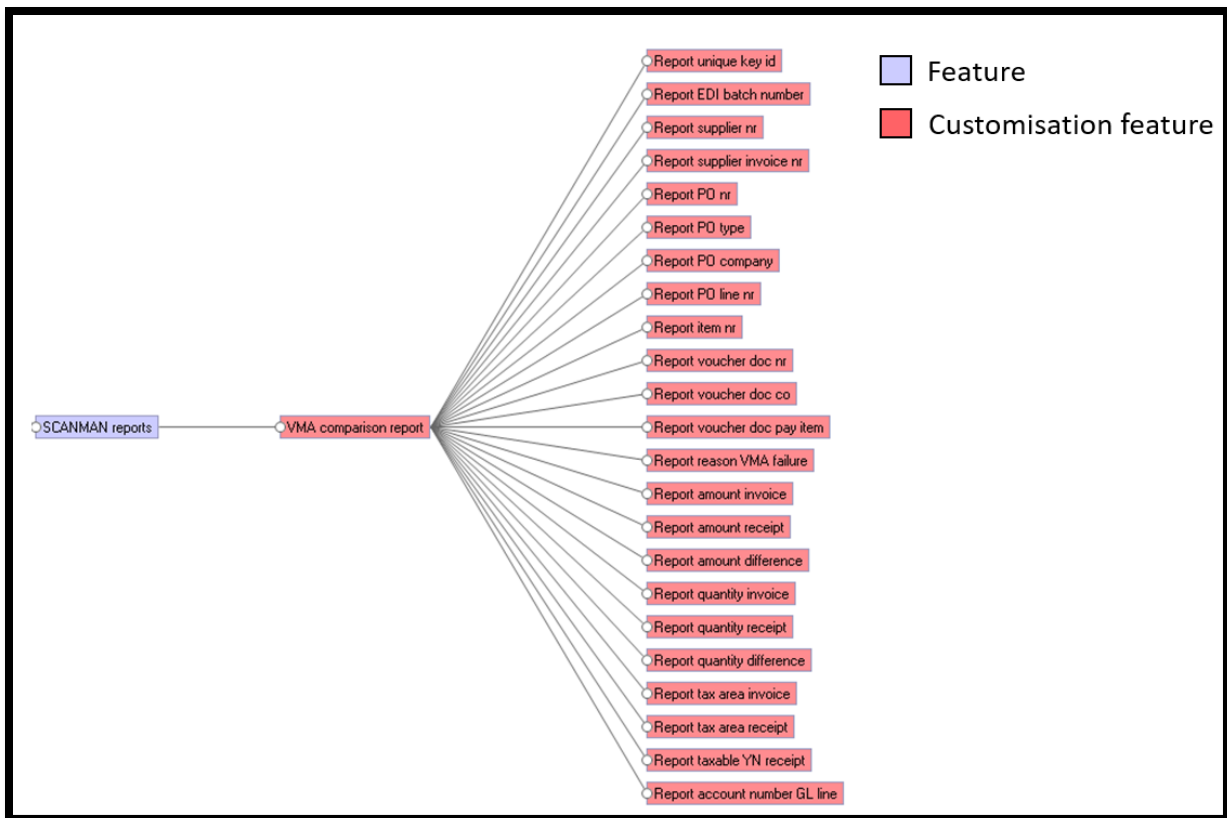 Report unique key id
Report EDI batch number
Report supplier nr
Report supplier invoice nr
Report PO nr
Report PO type
Report PO company
Report PO line nr
Report item nr
Report voucher doc nr
Report voucher doc co
SCANMAN reports
VMA comparison report
Report voucher doc pay item
Report reason VMA failure
Report amount invoice
Report amount receipt
Report amount difference
Report quantity invoice
Report quantity receipt
Report quantity difference
Report tax area invoice
Report tax area receipt
Report taxable YN receipt
Report account number GL line
Feature
Customisation feature